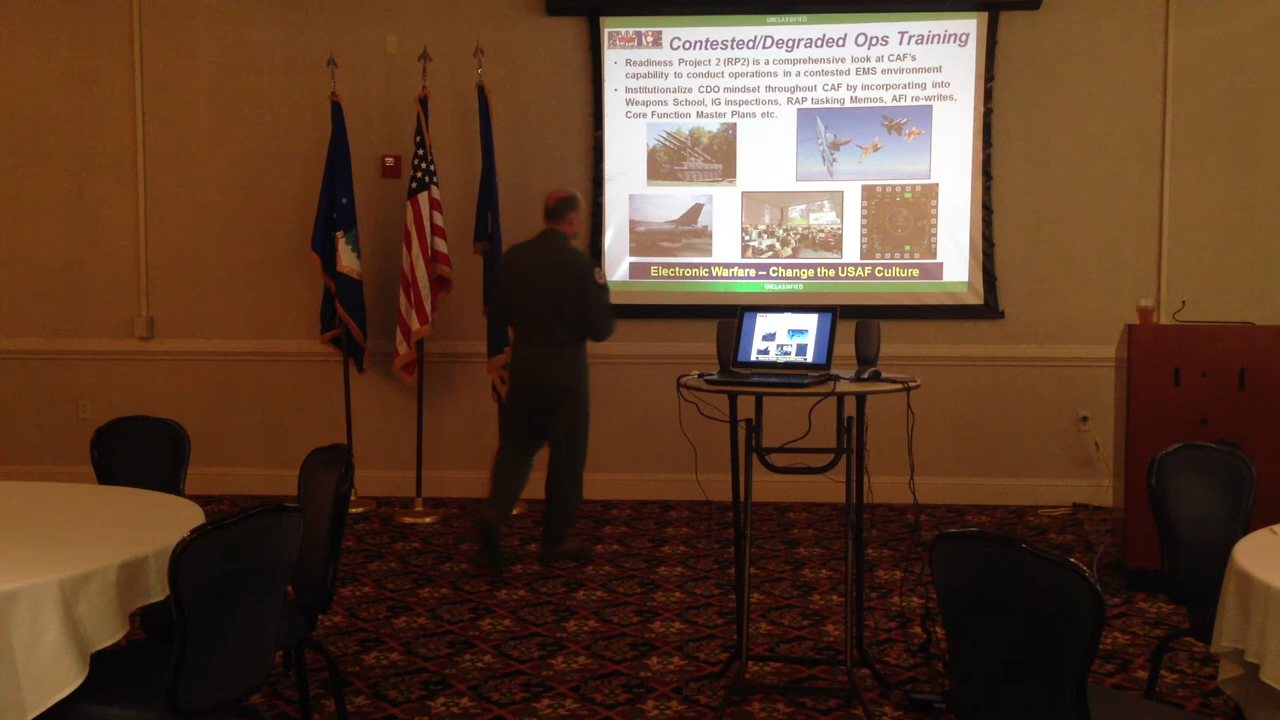 UNCLASSIFIED
Contested/Degraded Ops Training
• Readiness Project 2 (RP2) is a comprehensive look at CAF's
capability to conduct operations in a contested EMS environment
• Institutionalize CDO mindset throughout CAF by incorporating into
Weapons School, IG inspections, RAP tasking Memos, AFI re-writes,
Core Function Master Plans etc.
Electronic Warfare – Change the USAF Culture
UNCLASSIFIED